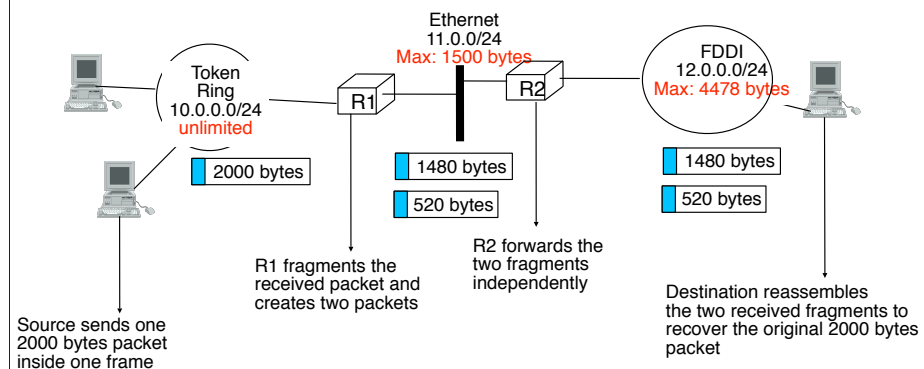 Ethernet
11.0.0/24
Max: 1500 bytes
FDDI
12.0.0.0/24
Max: 4478 bytes
Token
Ring
10.0.0.0/24
unlimited
R1
R2
2000 bytes
1480 bytes
520 bytes
1480 bytes
520 bytes
R1 fragments the
received packet and
creates two packets
R2 forwards the
two fragments
independently
Destination reassembles
the two received fragments to
recover the original 2000 bytes
packet
Source sends one
2000 bytes packet
inside one frame